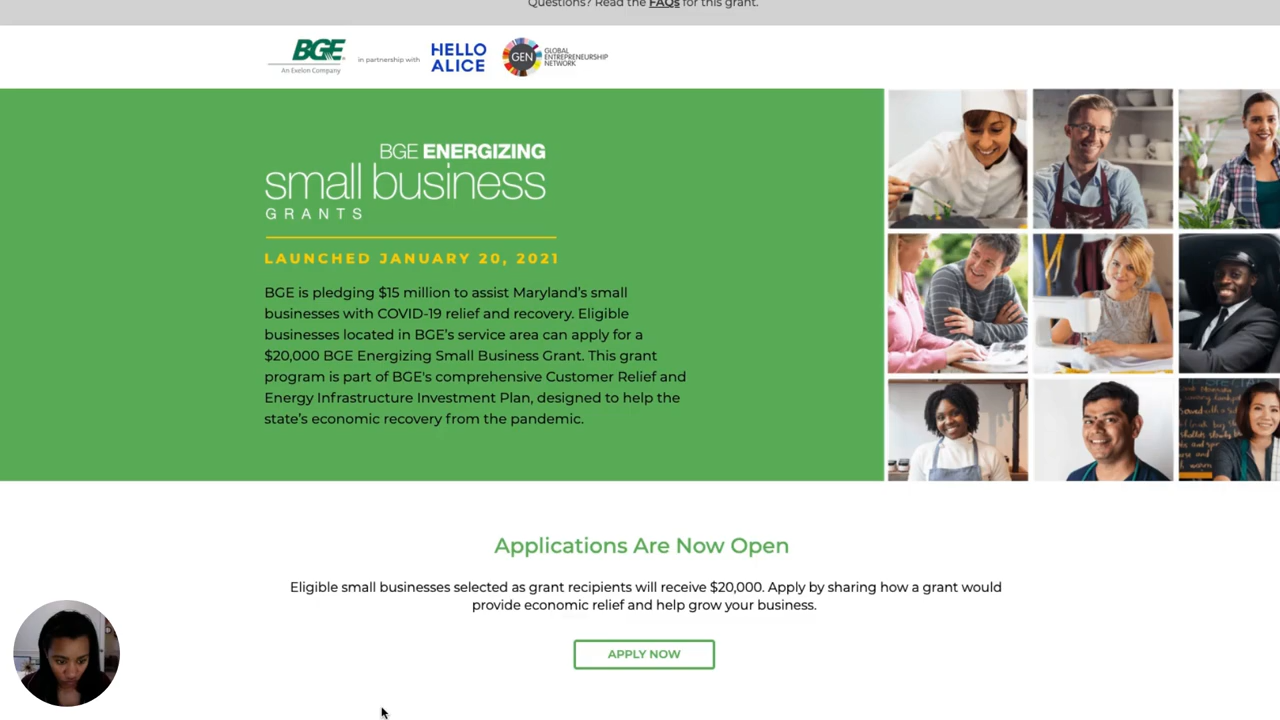 Questions? Read the FAQs for this grant.
BGE
An Exelon Company
in partnership with
HELLO
ALICE
GEN
GLOBAL
ENTREPRENEURSHIP
NETWORK
BGE ENERGIZING
small business
GRANTS
LAUNCHED JANUARY 20, 2021
BGE is pledging $15 million to assist Maryland's small
businesses with COVID-19 relief and recovery. Eligible
businesses located in BGE's service area can apply for a
$20,000 BGE Energizing Small Business Grant. This grant
program is part of BGE's comprehensive Customer Relief and
Energy Infrastructure Investment Plan, designed to help the
state's economic recovery from the pandemic.
Applications Are Now Open
Eligible small businesses selected as grant recipients will receive $20,000. Apply by sharing how a grant would
provide economic relief and help grow your business.
APPLY NOW